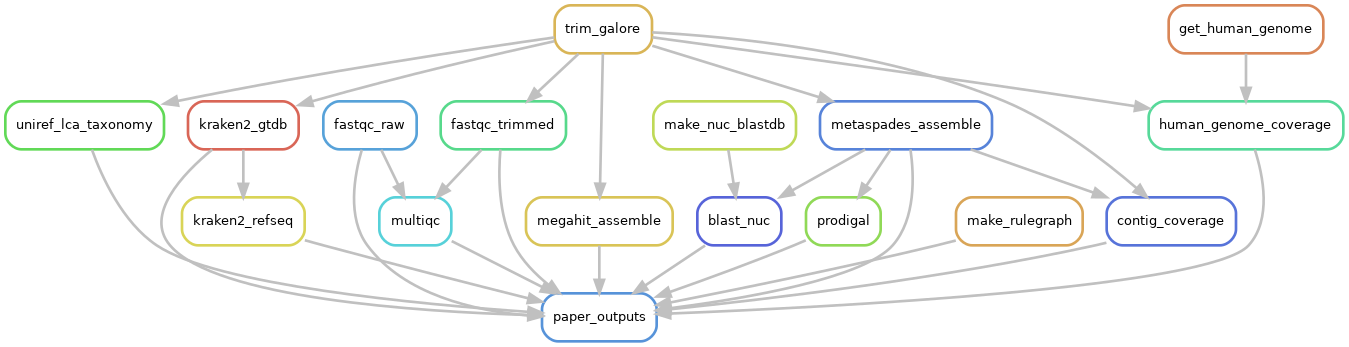 trim_galore
get_human_genome
uniref_lca_taxonomy
kraken2_gtdb
fastqc_raw
fastqc_trimmed
make_nuc_blastdb
metaspades_assemble
human_genome_coverage
kraken2_refseq
multiqc
megahit_assemble
blast_nuc
prodigal
make_rulegraph
contig_coverage
paper_outputs